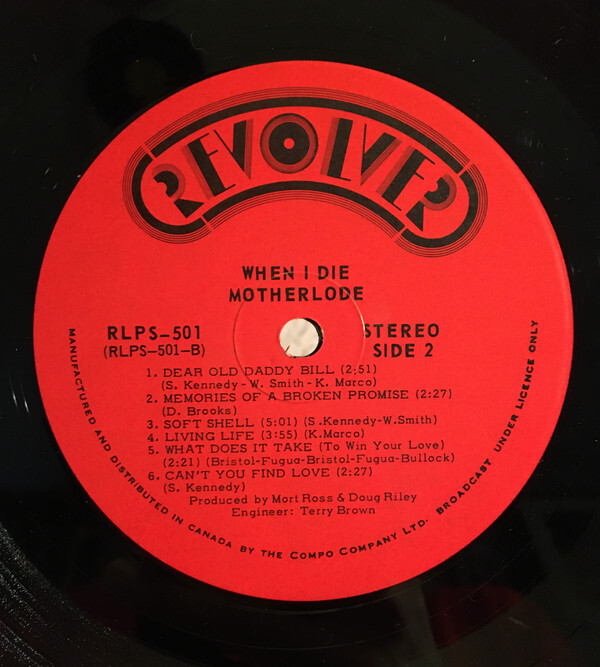 REVOLVER
WHEN I DIE
MOTHERLODE
RLPS-501
(RLPS-501-B)
STEREO
SIDE 2
1. DEAR OLD DADDY BILL (2:51)
(S. Kennedy-W. Smith-K. Marco)
2. MEMORIES OF A BROKEN PROMISE (2:27)
(D. Brooks)
3. SOFT SHELL (5:01) (S.Kennedy-W.Smith)
4. LIVING LIFE (3:55) (K.Marco)
5. WHAT DOES IT TAKE (To Win Your Love)
(2:21) (Bristol-Fugua-Bristol-Fugua-Bullock)
6. CAN'T YOU FIND LOVE (2:27)
(S. Kennedy)
Produced by Mort Ross & Doug Riley
Engineer: Terry Brown
MANUFACTURED AND DISTRIBUTED IN CANADA BY THE COMPO COMPANY LTD. BROADCAST UNDER LICENCE ONLY